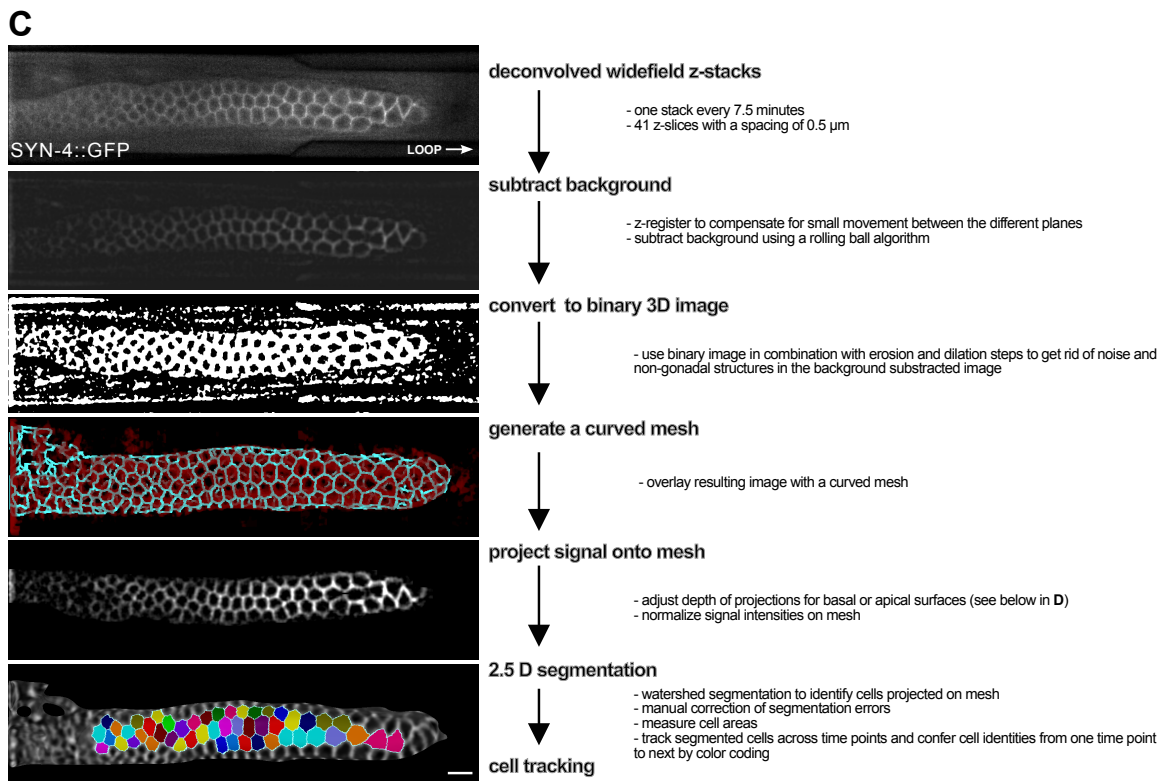 C
deconvolved widefield z-stacks
- one stack every 7.5 minutes
- 41 z-slices with a spacing of 0.5 µm
SYN-4::GFP
LOOP
subtract background
- z-register to compensate for small movement between the different planes
- subtract background using a rolling ball algorithm
convert to binary 3D image
- use binary image in combination with erosion and dilation steps to get rid of noise and
non-gonadal structures in the background substracted image
generate a curved mesh
- overlay resulting image with a curved mesh
project signal onto mesh
- adjust depth of projections for basal or apical surfaces (see below in D)
- normalize signal intensities on mesh
2.5 D segmentation
- watershed segmentation to identify cells projected on mesh
- manual correction of segmentation errors
- measure cell areas
- track segmented cells across time points and confer cell identities from one time point
to next by color coding
cell tracking